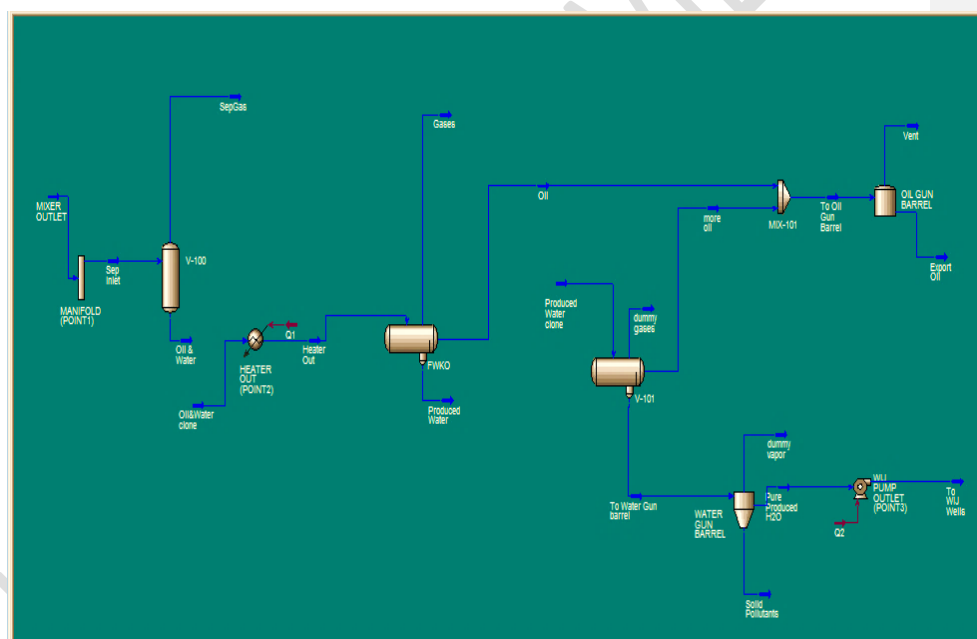 SepGas
MIXER
OUTLET
Sep
Inlet
MANIFOLD
(POINT1)
V-100
Oil &
Water
Oil&Water
clone
Q1
HEATER
OUT
(POINT2)
Heater
Out
Gases
FWKO
Produced
Water
Oil
more
oil
MIX-101
To Oil
Gun
Barrel
Vent
OIL GUN
BARREL
Export
Oil
Produced
Water
clone
dummy
gases
V-101
To Water Gun
barrel
dummy
vapor
WATER
GUN
BARREL
Pure
Produced
H2O
Solid
Pollutants
PUMP
OUTLET
(POINT3)
Q2
To
WIJ
Wells